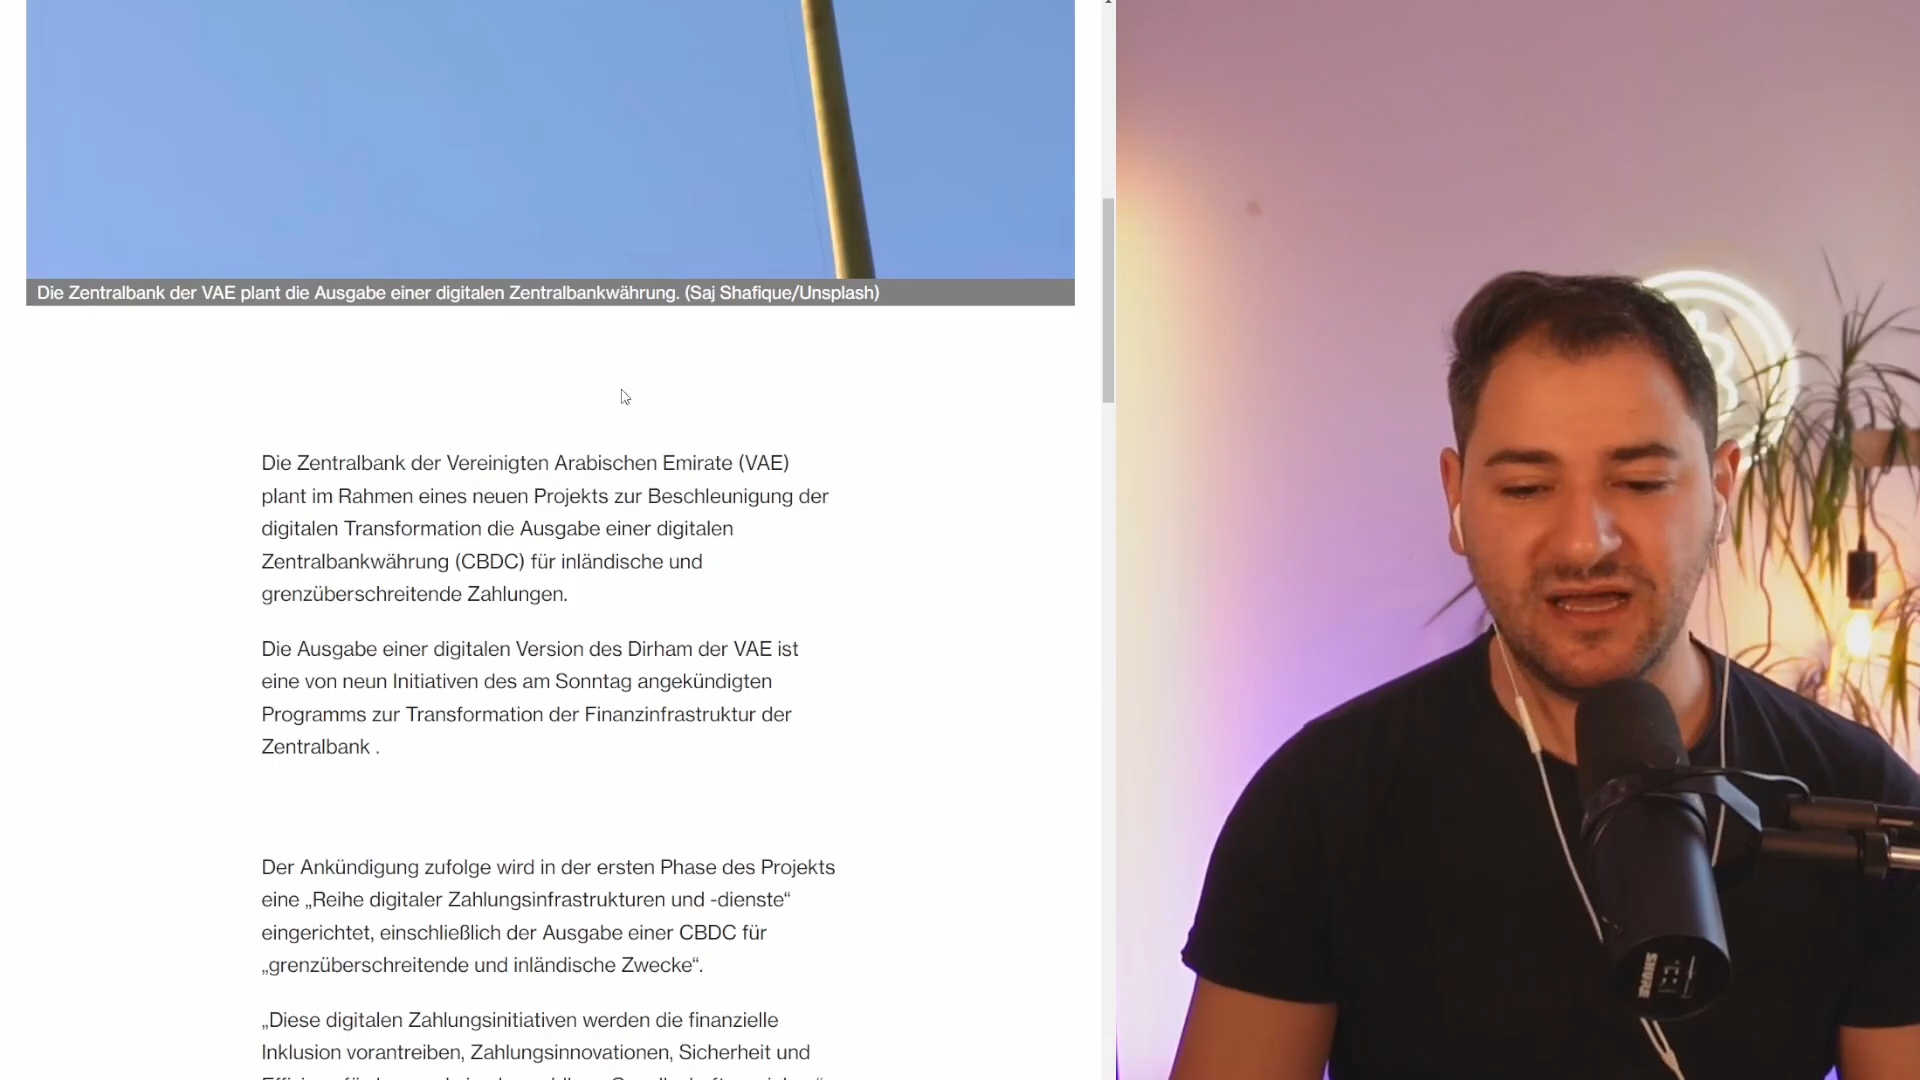 Die Zentralbank der VAE plant die Ausgabe einer digitalen Zentralbankwährung. (Saj Shafique/Unsplash)
Die Zentralbank der Vereinigten Arabischen Emirate (VAE)
plant im Rahmen eines neuen Projekts zur Beschleunigung der
digitalen Transformation die Ausgabe einer digitalen
Zentralbankwährung (CBDC) für inländische und
grenzüberschreitende Zahlungen.
Die Ausgabe einer digitalen Version des Dirham der VAE ist
eine von neun Initiativen des am Sonntag angekündigten
Programms zur Transformation der Finanzinfrastruktur der
Zentralbank .
Der Ankündigung zufolge wird in der ersten Phase des Projekts
eine „Reihe digitaler Zahlungsinfrastrukturen und -dienste“
eingerichtet, einschließlich der Ausgabe einer CBDC für
„grenzüberschreitende und inländische Zwecke“.
„Diese digitalen Zahlungsinitiativen werden die finanzielle
Inklusion vorantreiben, Zahlungsinnovationen, Sicherheit und
SHURE